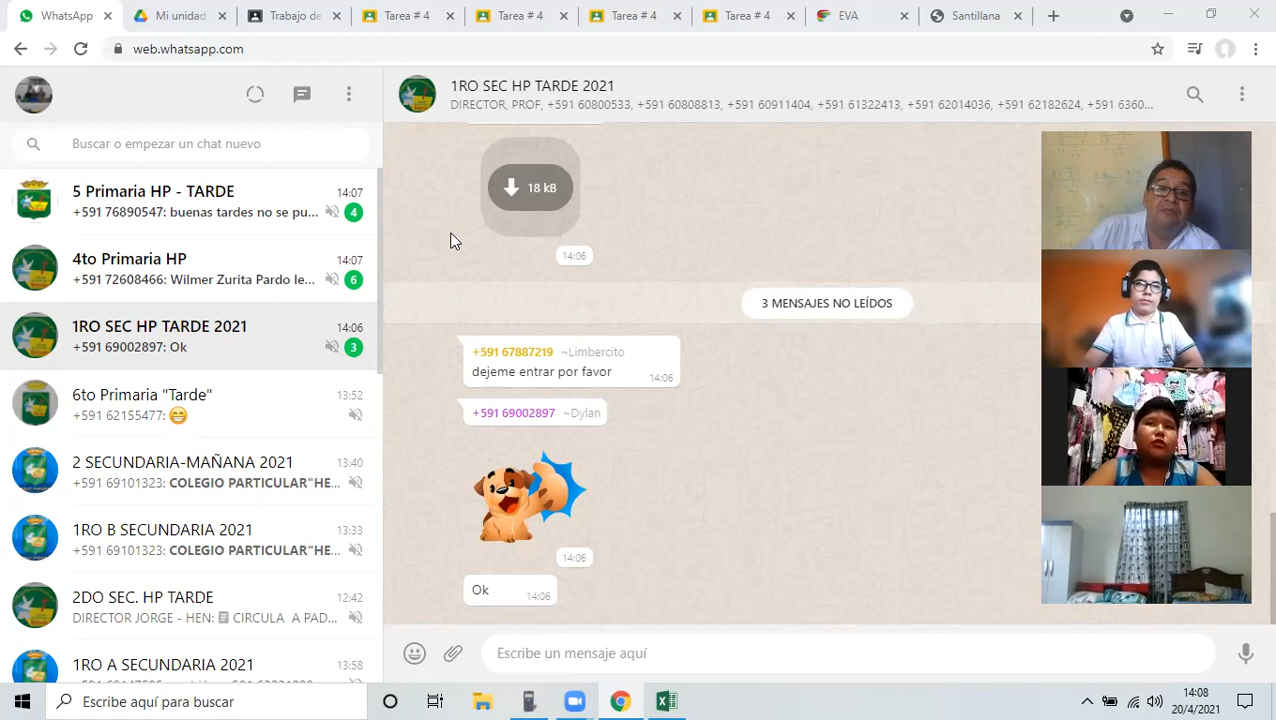 WhatsApp
Mi unidad
Trabajo de
Tarea # 4
Tarea # 4
Tarea # 4
Tarea # 4
EVA
Santillana
web.whatsapp.com
1RO SEC HP TARDE 2021
DIRECTOR, PROF, +591 60800533, +591 60808813, +591 60911404, +591 61322413, +591 62014036, +591 62182624, +591 6960...
Buscar o empezar un chat nuevo
5 Primaria HP - TARDE
14:07
+591 76890547: buenas tardes no se pu...
4
4to Primaria HP
14:07
+591 72608466: Wilmer Zurita Pardo le...
6
1RO SEC HP TARDE 2021
14:06
+591 69002897: Ok
3
6to Primaria "Tarde"
13:52
+591 62155477:
2 SECUNDARIA-MAÑANA 2021
13:40
+591 69101323: COLEGIO PARTICULAR"HE...
1RO B SECUNDARIA 2021
13:33
+591 69101323: COLEGIO PARTICULAR"HE...
2DO SEC. HP TARDE
12:42
DIRECTOR JORGE - HEN: CIRCULA A PAD...
1RO A SECUNDARIA 2021
13:58
18 kB
14:06
3 MENSAJES NO LEÍDOS
+591 67887219 ~Limbercito
dejeme entrar por favor
14:06
+591 69002897 ~Dylan
14:06
Ok
14:06
Escribe un mensaje aquí
Escribe aquí para buscar
14:08
20/4/2021